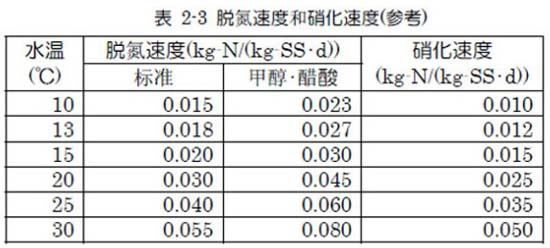 表 2-3 脱氮速度和硝化速度(参考)
水温 脱氮速度(kg-N/(kg-SS·d)) 硝化速度
(℃) 标准 甲醇·醋酸 (kg-N/(kg-SS·d))
10 0.015 0.023 0.010
13 0.018 0.027 0.012
15 0.020 0.030 0.015
20 0.030 0.045 0.025
25 0.040 0.060 0.035
30 0.055 0.080 0.050